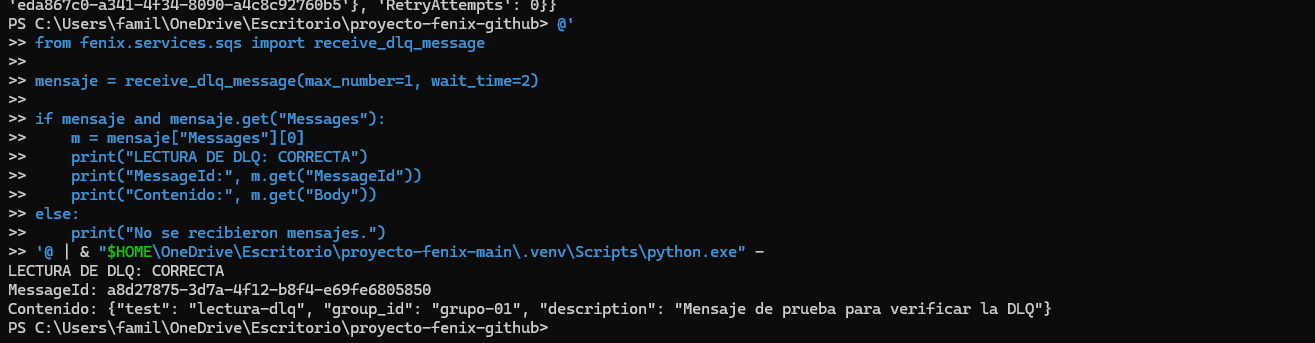 'eda867c0-a341-4f34-8090-a4c8c92760b5'}, 'RetryAttempts': 0}}
PS C:\Users\famil\OneDrive\Escritorio\proyecto-fenix-github> @'
>> from fenix.services.sqs import receive_dlq_message
>>
>> mensaje = receive_dlq_message(max_number=1, wait_time=2)
>>
>> if mensaje and mensaje.get("Messages"):
>>     m = mensaje["Messages"][0]
>>     print("LECTURA DE DLQ: CORRECTA")
>>     print("MessageId:", m.get("MessageId"))
>>     print("Contenido:", m.get("Body"))
>> else:
>>     print("No se recibieron mensajes.")
>> '@ | & "$HOME\OneDrive\Escritorio\proyecto-fenix-main\.venv\Scripts\python.exe" -
LECTURA DE DLQ: CORRECTA
MessageId: a8d27875-3d7a-4f12-b8f4-e69fe6805850
Contenido: {"test": "lectura-dlq", "group_id": "grupo-01", "description": "Mensaje de prueba para verificar la DLQ"}
PS C:\Users\famil\OneDrive\Escritorio\proyecto-fenix-github>